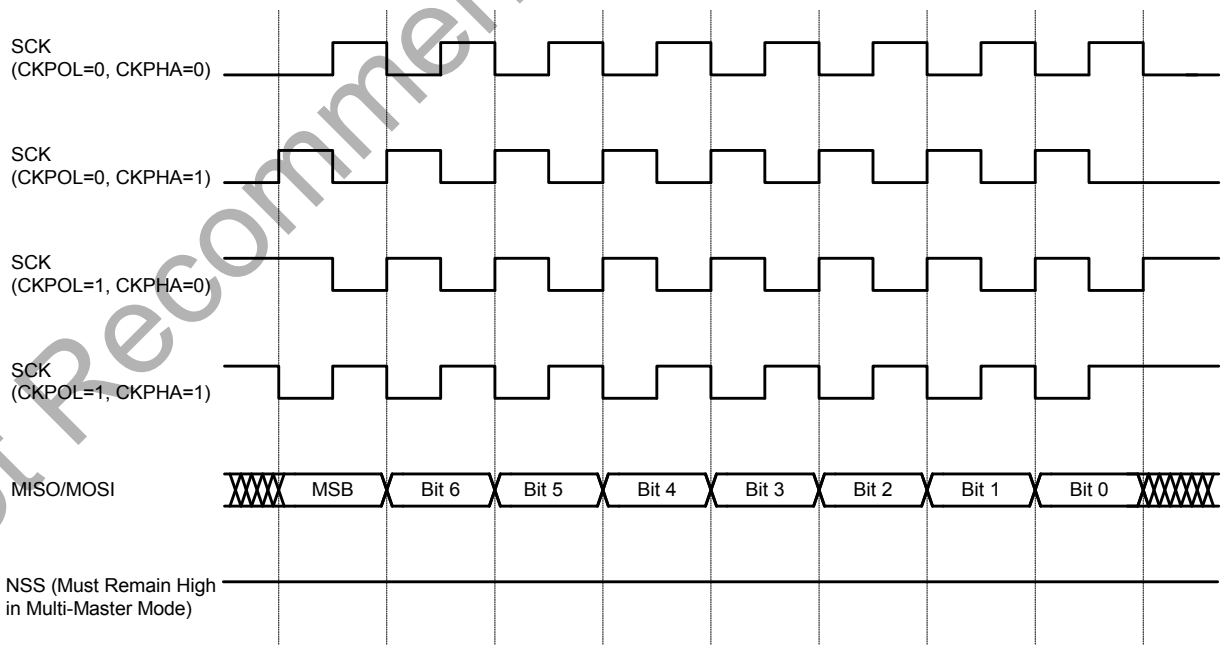 SCK
(CKPOL=0, CKPHA=0)
SCK
(CKPOL=0, CKPHA=1)
SCK
(CKPOL=1, CKPHA=0)
SCK
(CKPOL=1, CKPHA=1)
MISO/MOSI
MSB
Bit 6
Bit 5
Bit 4
Bit 3
Bit 2
Bit 1
Bit 0
NSS (Must Remain High
in Multi-Master Mode)